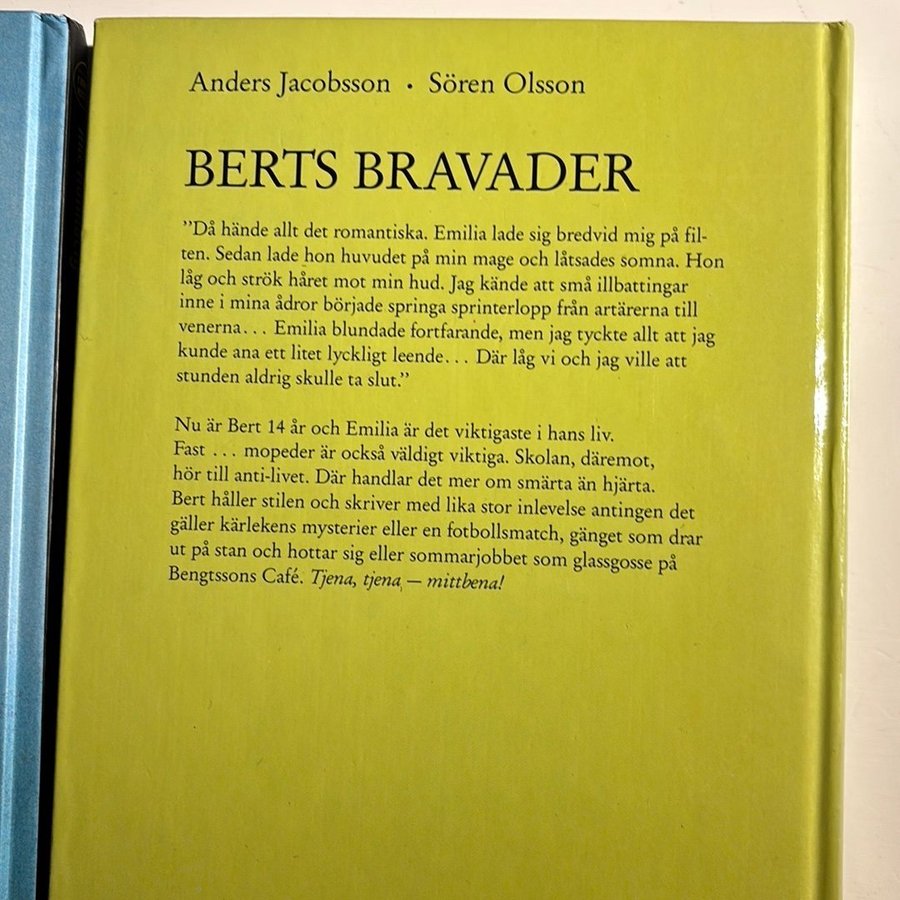 Anders Jacobsson · Sören Olsson
BERTS BRAVADER
”Då hände allt det romantiska. Emilia lade sig bredvid mig på fil-
ten. Sedan lade hon huvudet på min mage och låtsades somna. Hon
låg och strök håret mot min hud. Jag kände att små illbattingar
inne i mina ådror började springa sprinterlopp från artärerna till
venerna... Emilia blundade fortfarande, men jag tyckte allt att jag
kunde ana ett litet lyckligt leende... Där låg vi och jag ville att
stunden aldrig skulle ta slut.”
Nu är Bert 14 år och Emilia är det viktigaste i hans liv.
Fast ... mopeder är också väldigt viktiga. Skolan, däremot,
hör till anti-livet. Där handlar det mer om smärta än hjärta.
Bert håller stilen och skriver med lika stor inlevelse antingen det
gäller kärlekens mysterier eller en fotbollsmatch, gänget som drar
ut på stan och hottar sig eller sommarjobbet som glassgosse på
Bengtssons Café. Tjena, tjena – mittbena!